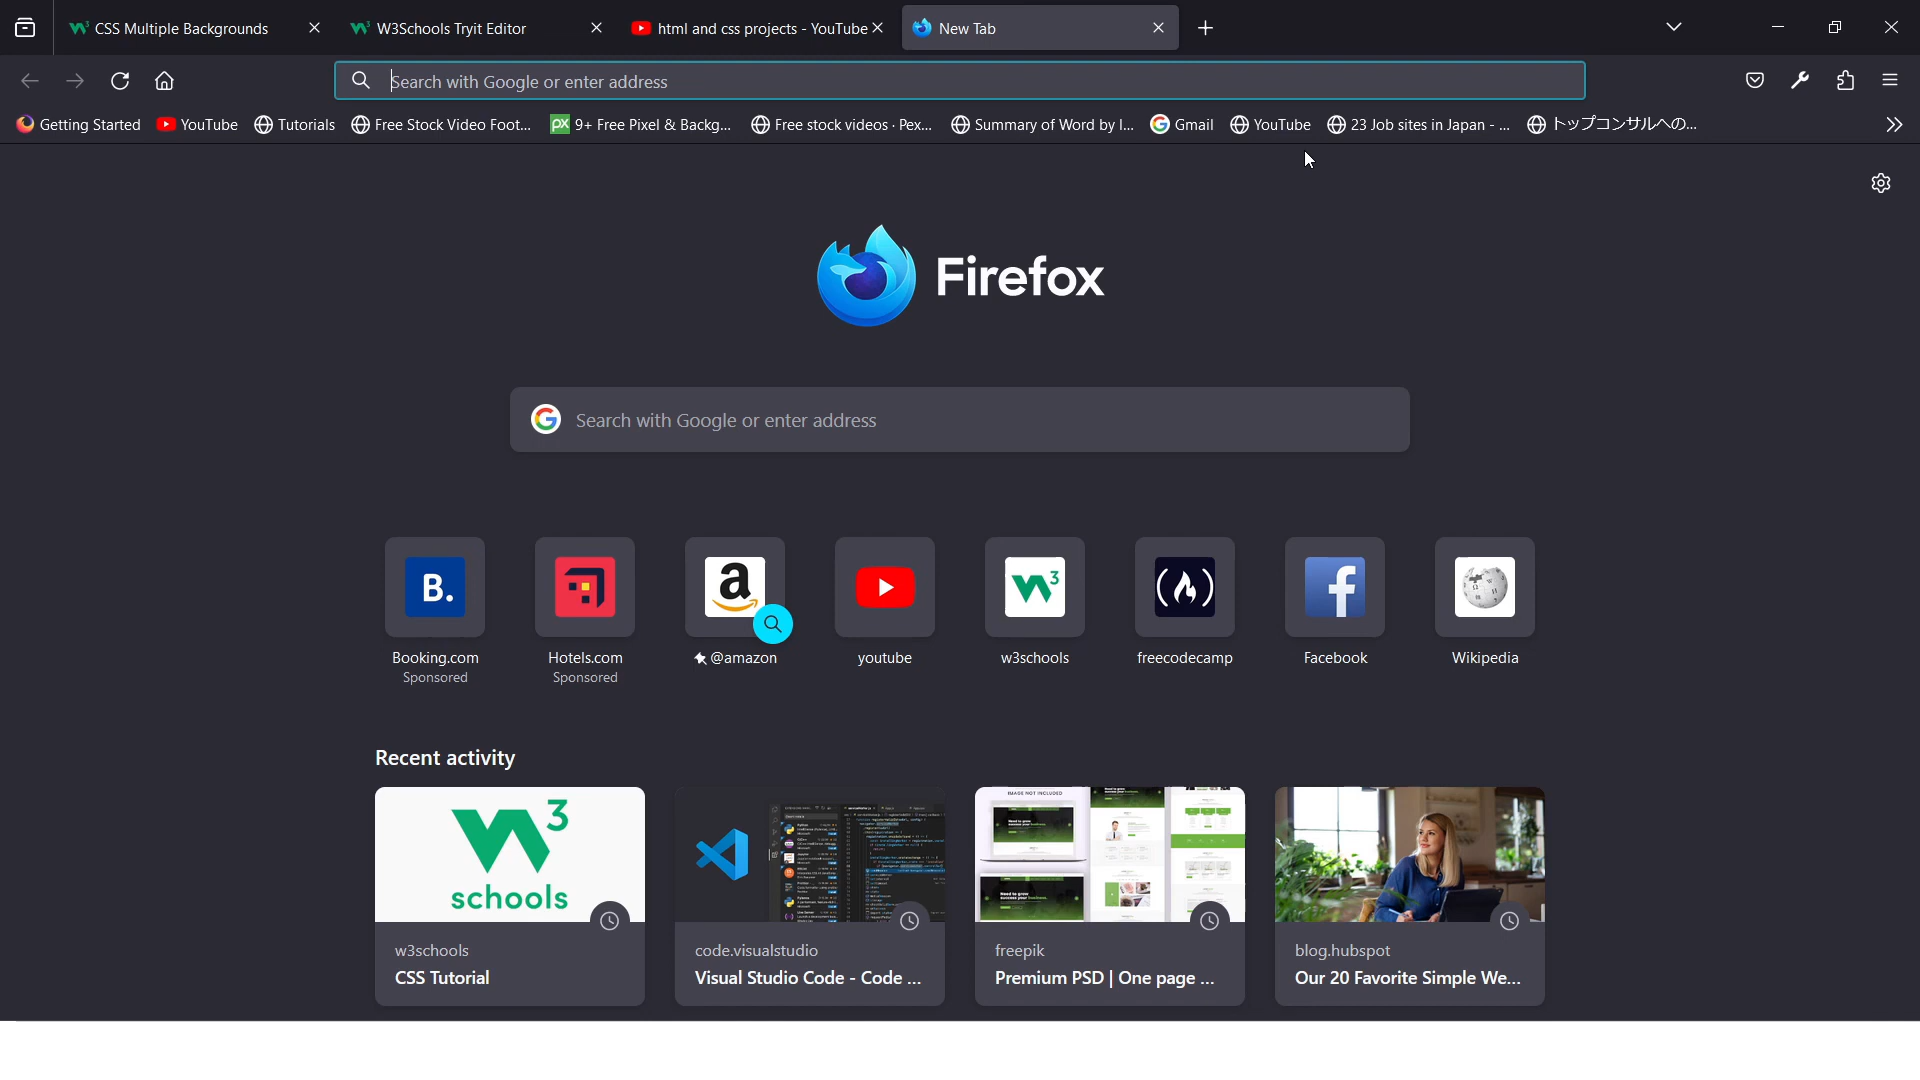 CSS Multiple Backgrounds
W3Schools Tryit Editor
html and css projects - YouTube
New Tab
Search with Google or enter address
Getting Started
YouTube
Tutorials
Free Stock Video Foot...
9+ Free Pixel & Backg...
Free stock videos · Pex...
Summary of Word by I...
Gmail
YouTube
23 Job sites in Japan - ...
トップコンサルへの...
Firefox
Search with Google or enter address
Booking.com
Sponsored
Hotels.com
Sponsored
@amazon
youtube
w3schools
freecodecamp
Facebook
Wikipedia
Recent activity
schools
w3schools
CSS Tutorial
code.visualstudio
Visual Studio Code - Code ...
IMAGE NOT INCLUDED
freepik
Premium PSD | One page ...
blog.hubspot
Our 20 Favorite Simple We...